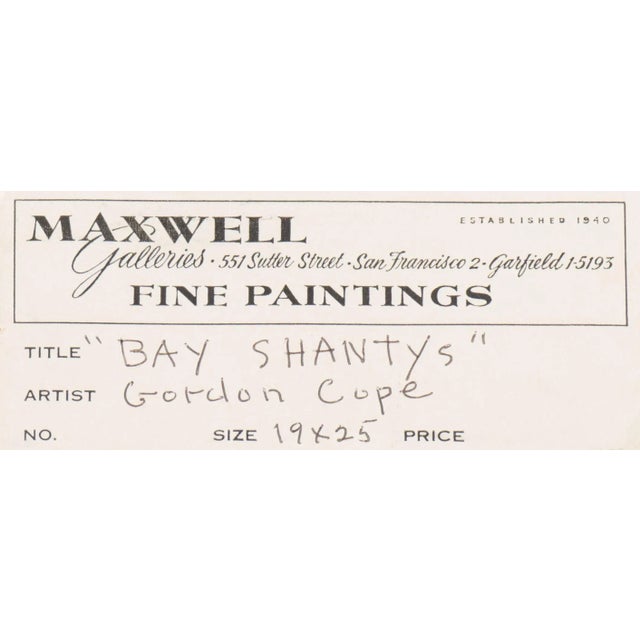 MAXWELL
ESTABLISHED 1940
Galleries · 551 Sutter Street · San Francisco 2 · Garfield 1-5193
FINE PAINTINGS
TITLE "BAY SHANTYs"
ARTIST Gordon Cope
NO. SIZE 19x25 PRICE